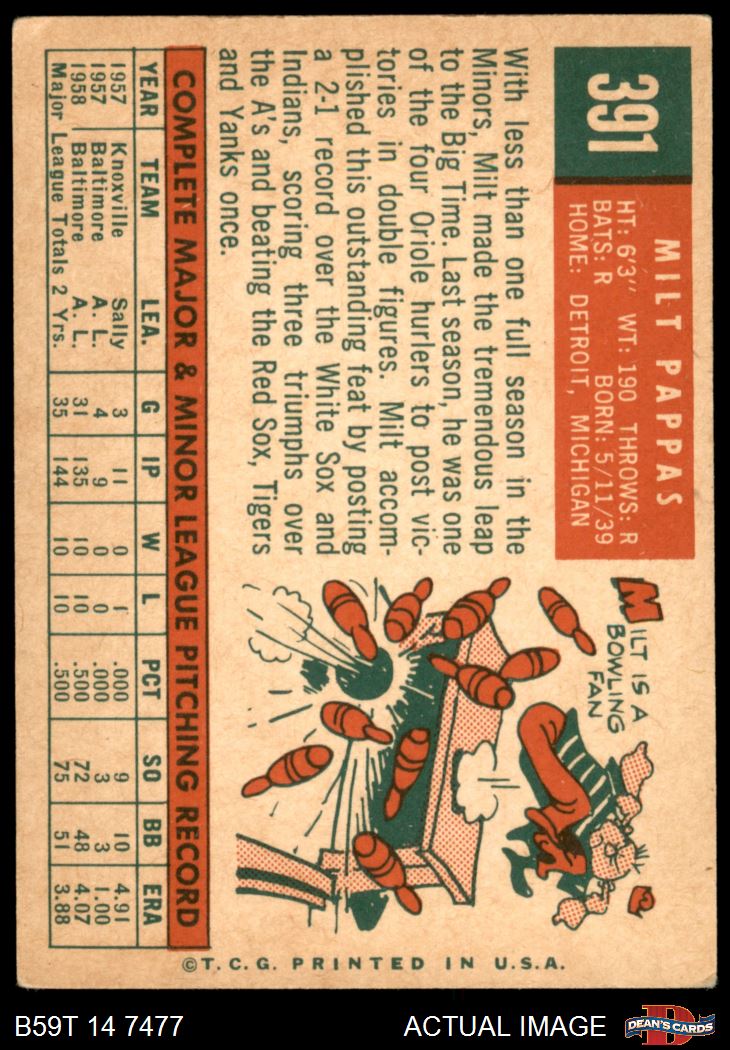 391
MILT PAPPAS
HT: 6'3" WT: 190 THROWS: R
BATS: R BORN: 5/11/39
HOME: DETROIT, MICHIGAN
With less than one full season in the
Minors, Milt made the tremendous leap
to the Big Time. Last season, he was one
of the four Oriole hurlers to post vic-
tories in double figures. Milt accom-
plished this outstanding feat by posting
a 2-1 record over the White Sox and
Indians, scoring three triumphs over
the A's and beating the Red Sox, Tigers
and Yanks once.
MILT IS A
BOWLING
FAN
COMPLETE MAJOR & MINOR LEAGUE PITCHING RECORD
YEAR TEAM LEA. G IP W L PCT SO BB ERA
1957 Knoxville Sally 3 11 0 1 .000 9 10 4.91
1957 Baltimore A. L. 4 9 0 0 .000 3 3 1.00
1958 Baltimore A. L. 31 135 10 10 .500 72 48 4.07
Major League Totals 2 Yrs. 35 144 10 10 .500 75 51 3.88
©T.C.G. PRINTED IN U.S.A.
B59T 14 7477
ACTUAL IMAGE
D
DEAN'S CARDS